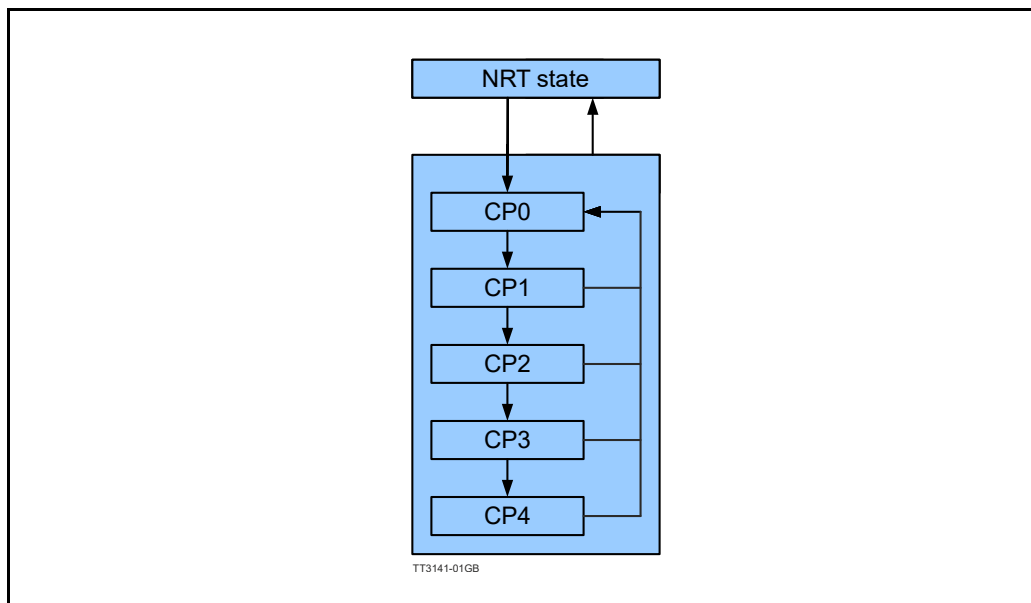 NRT state
CP0
CP1
CP2
CP3
CP4
TT3141-01GB